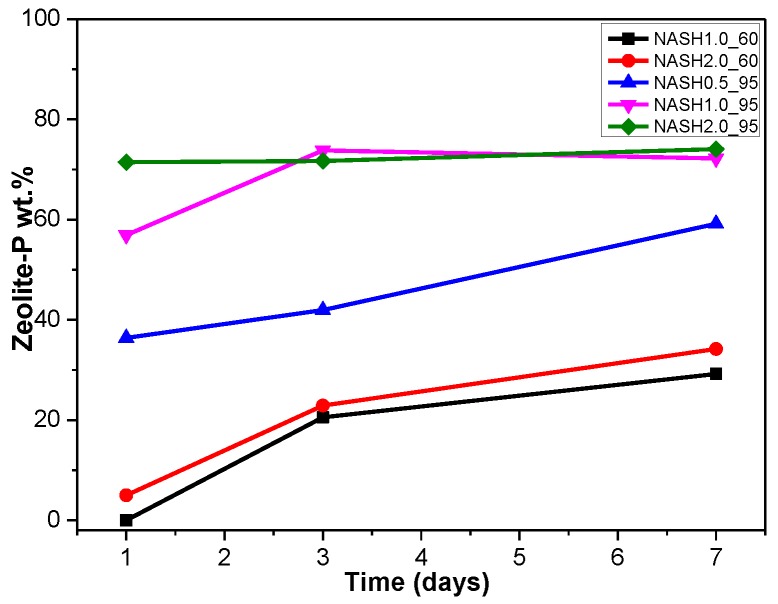 100
80
60
40
20
0
Zeolite-P wt.%
NASH1.0_60
NASH2.0_60
NASH0.5_95
NASH1.0_95
NASH2.0_95
1 2 3 4 5 6 7
Time (days)